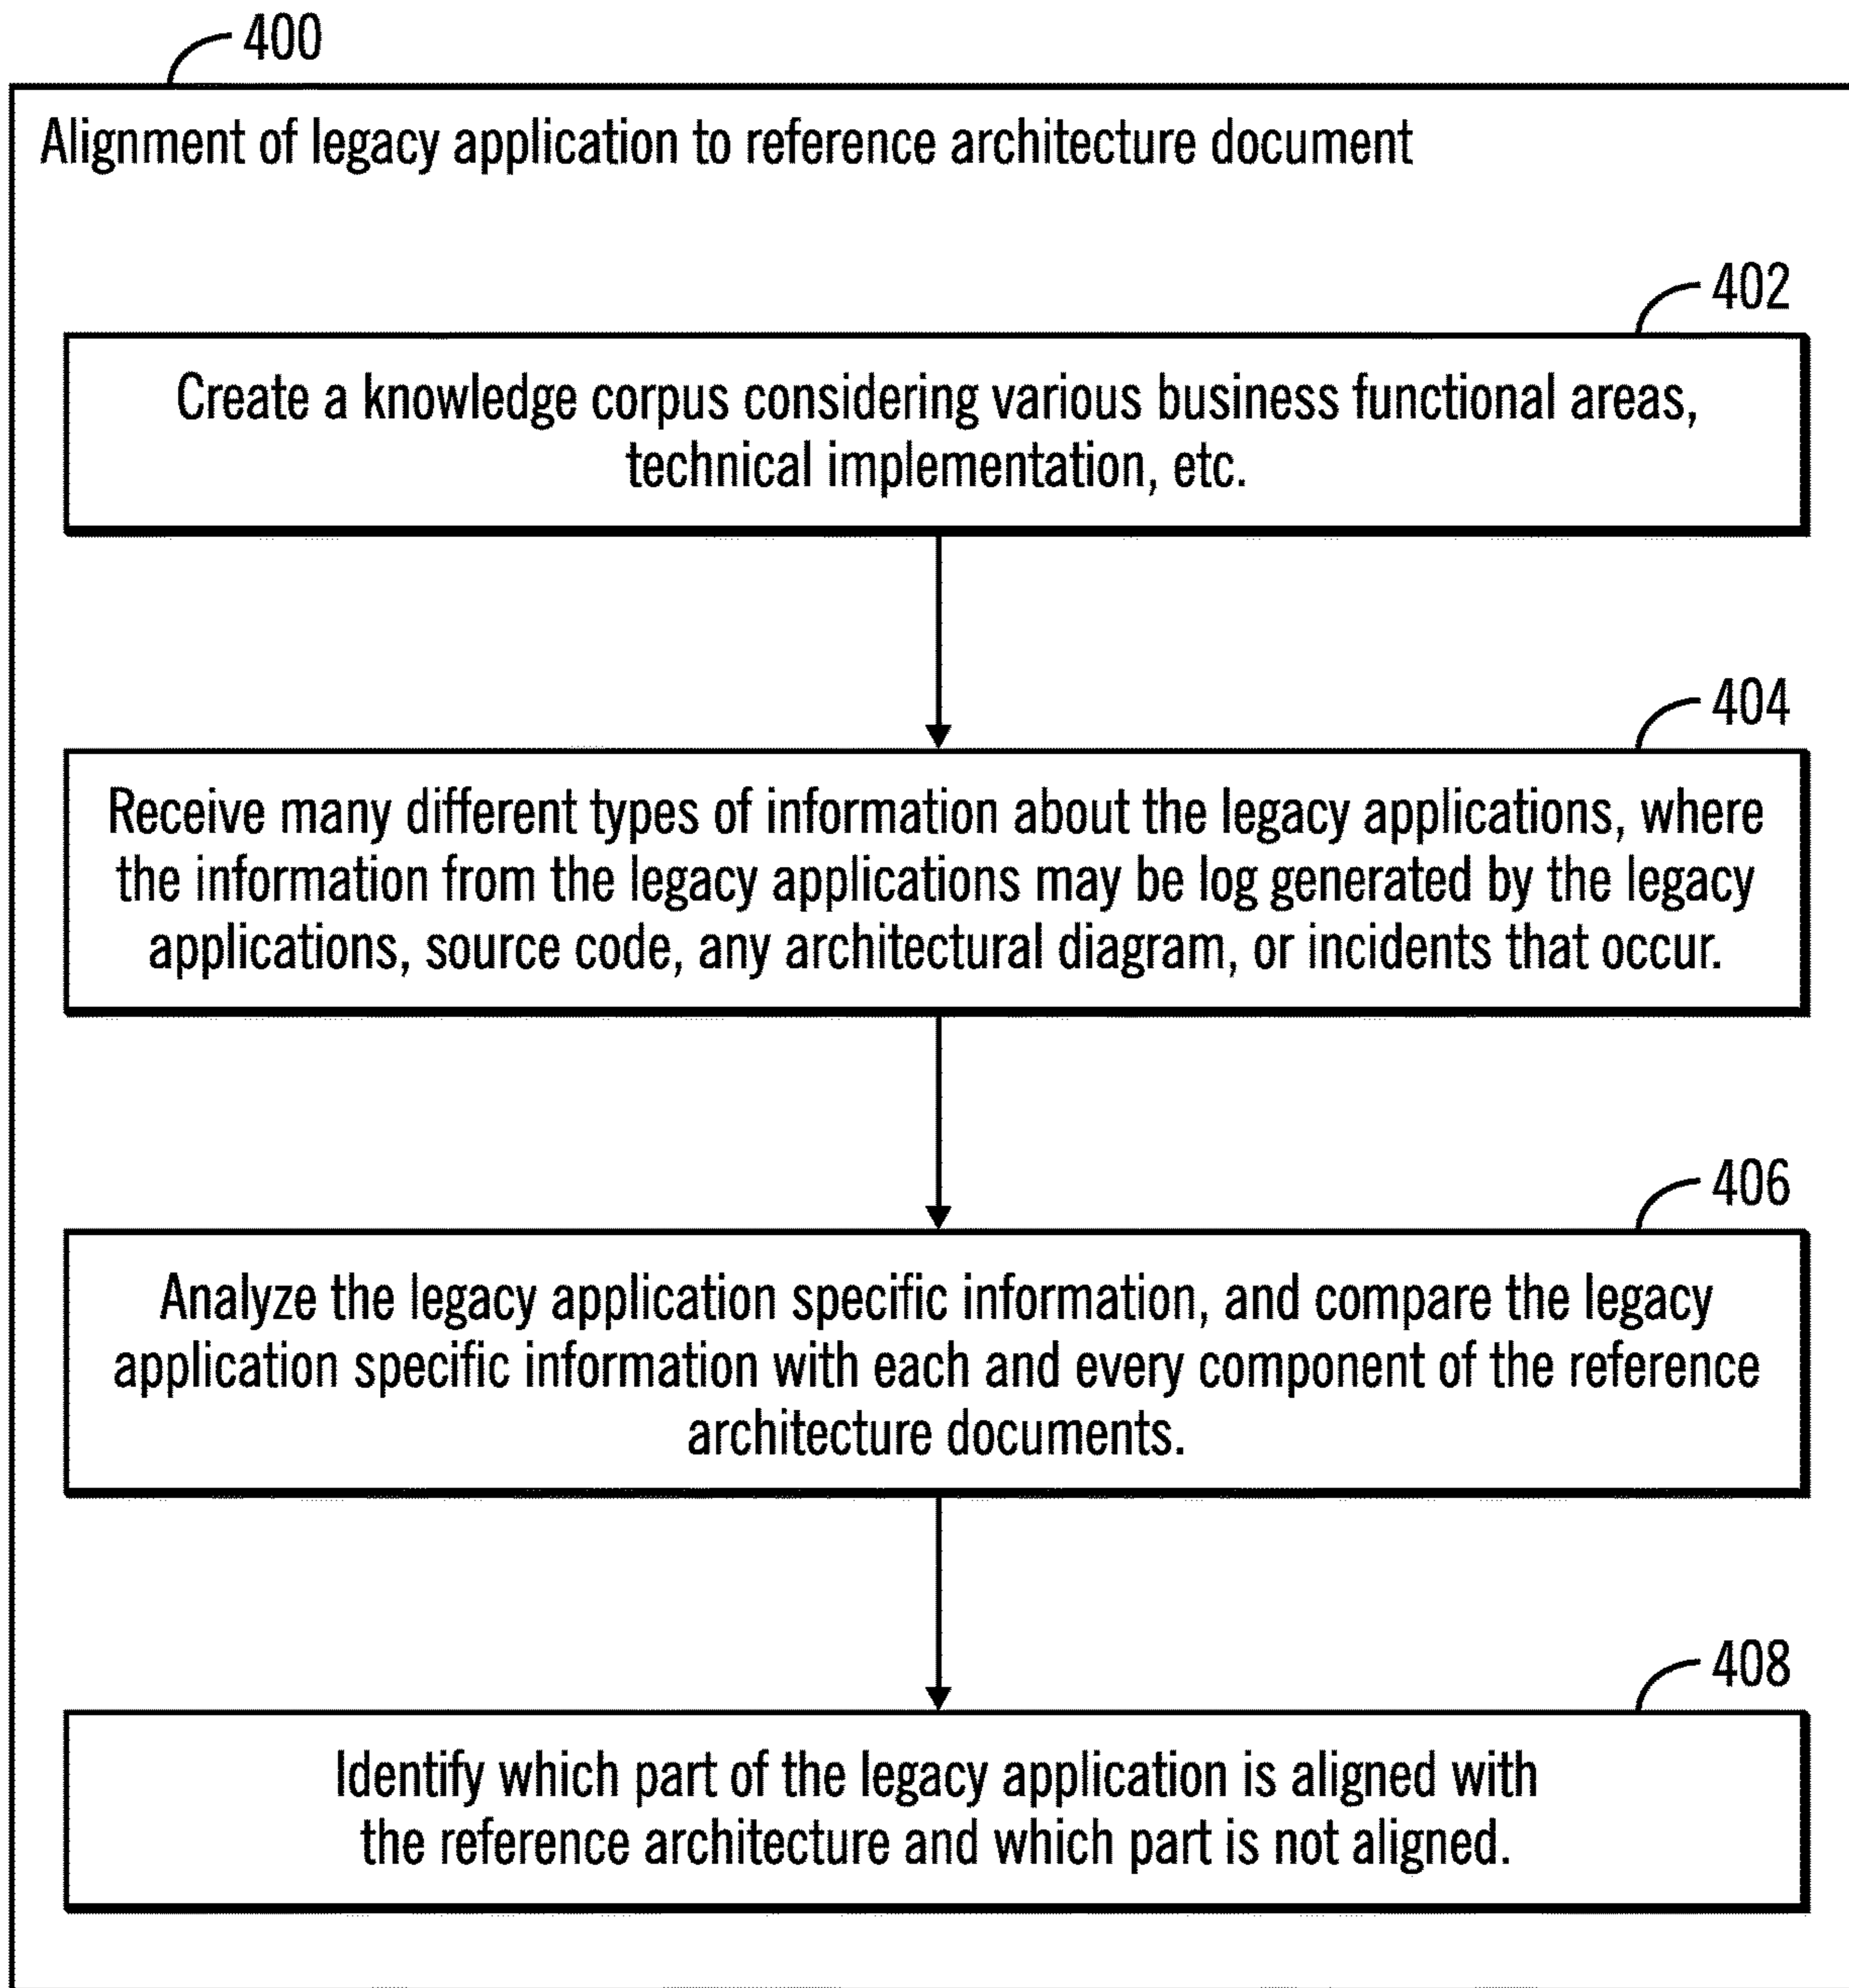 400
Alignment of legacy application to reference architecture document
402
Create a knowledge corpus considering various business functional areas,
technical implementation, etc.
404
Receive many different types of information about the legacy applications, where
the information from the legacy applications may be log generated by the legacy
applications, source code, any architectural diagram, or incidents that occur.
406
Analyze the legacy application specific information, and compare the legacy
application specific information with each and every component of the reference
architecture documents.
408
Identify which part of the legacy application is aligned with
the reference architecture and which part is not aligned.